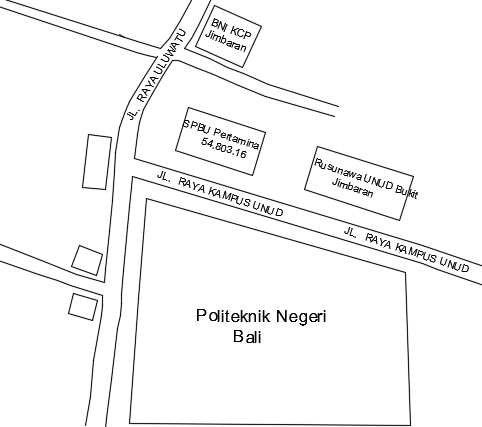 BNI KCP
Jimbaran
JL. RAYA ULUWATU
SPBU Pertamina
54,803.16
Rusunawa UNUD Bukit
Jimbaran
JL. RAYA KAMPUS UNUD
JL. RAYA KAMPUS UNUD
Politeknik Negeri
Bali